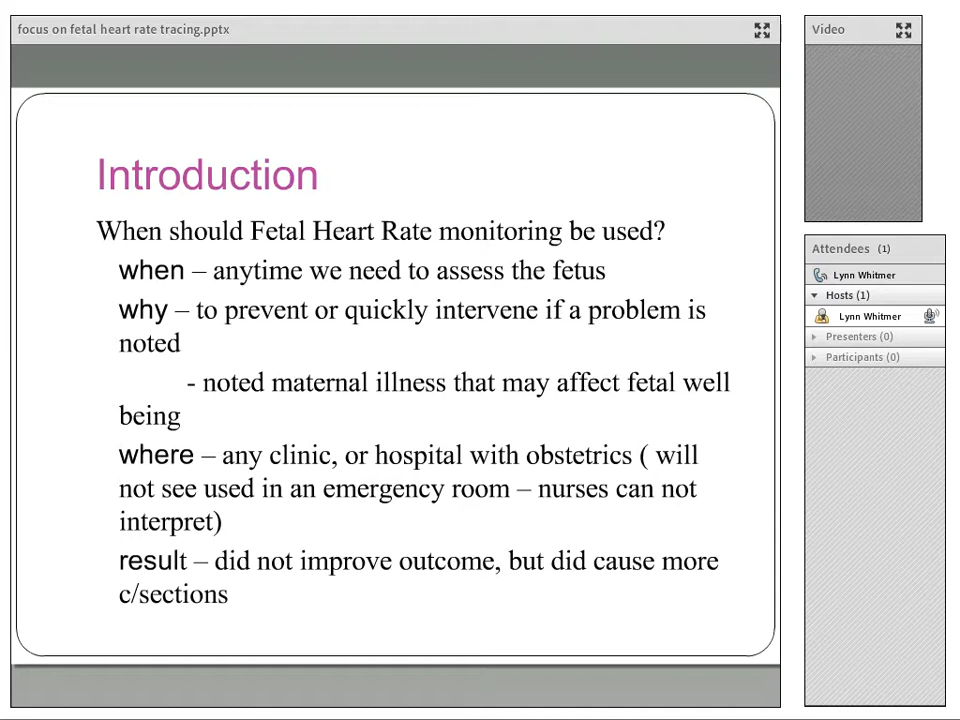 focus on fetal heart rate tracing.pptx
Introduction
When should Fetal Heart Rate monitoring be used?
when – anytime we need to assess the fetus
why – to prevent or quickly intervene if a problem is
noted
- noted maternal illness that may affect fetal well
being
where – any clinic, or hospital with obstetrics ( will
not see used in an emergency room – nurses can not
interpret)
result – did not improve outcome, but did cause more
c/sections
Video
Attendees (1)
Lynn Whitmer
Hosts (1)
Lynn Whitmer
Presenters (0)
Participants (0)